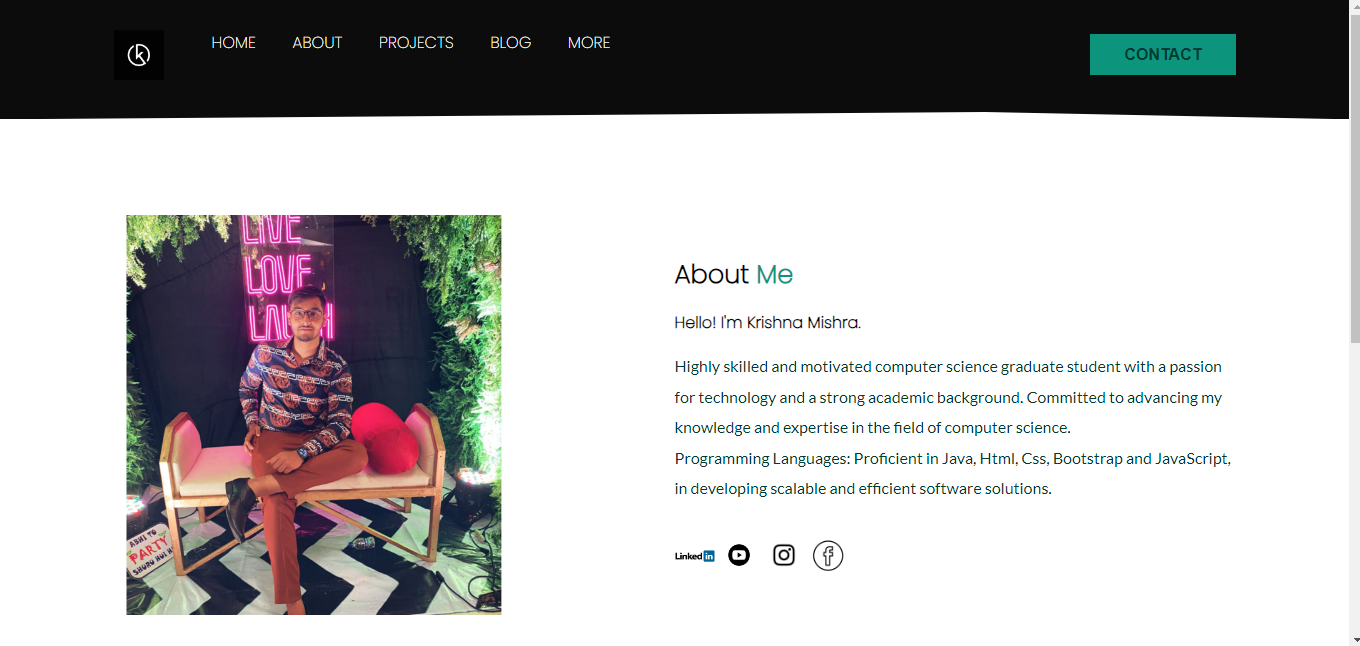 HOME ABOUT PROJECTS BLOG MORE CONTACT
LIVE
LOVE
LAUGH
ABHI TO
PARTY
SHURU HUI H
About Me
Hello! I'm Krishna Mishra.
Highly skilled and motivated computer science graduate student with a passion
for technology and a strong academic background. Committed to advancing my
knowledge and expertise in the field of computer science.
Programming Languages: Proficient in Java, Html, Css, Bootstrap and JavaScript,
in developing scalable and efficient software solutions.
Linked in